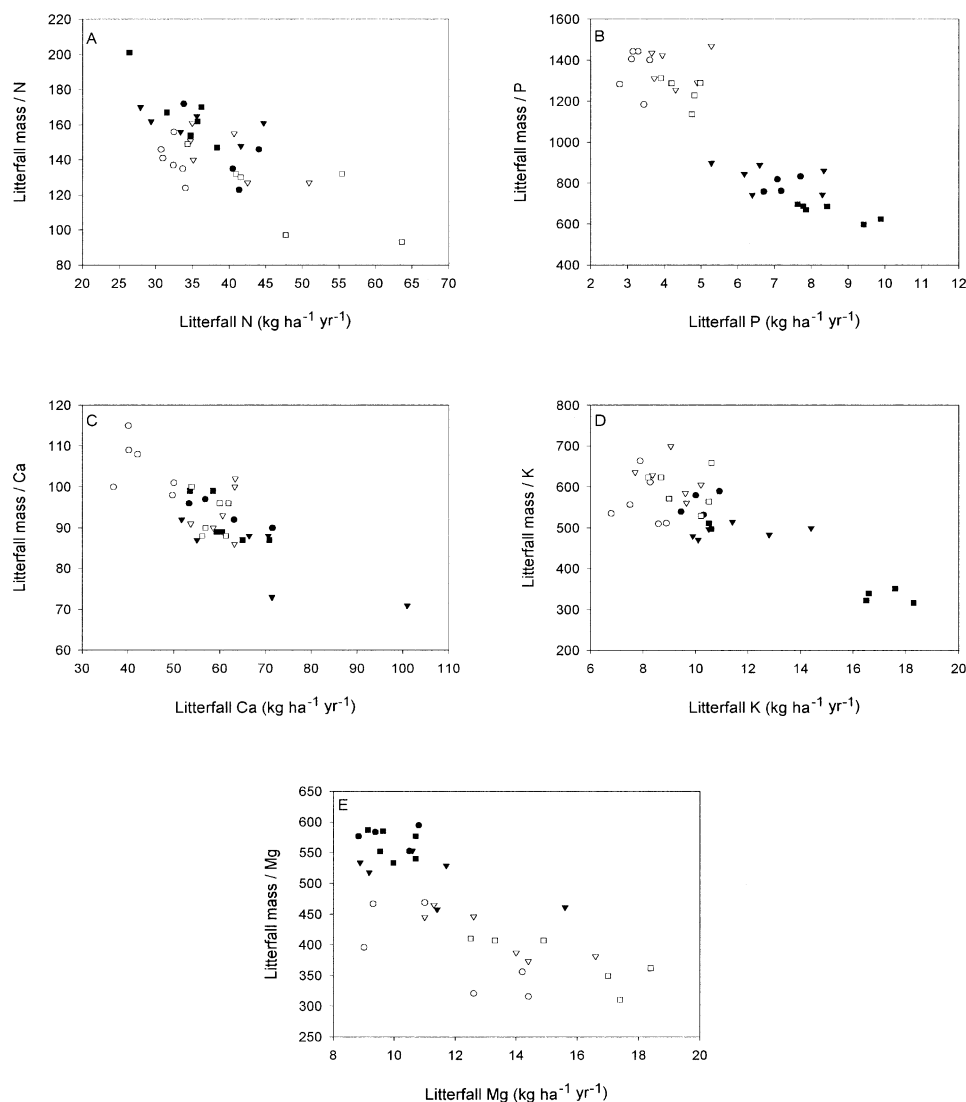 A
Litterfall mass / N
220
200
180
160
140
120
100
80
20 25 30 35 40 45 50 55 60 65 70
Litterfall N (kg ha⁻¹ yr⁻¹)
B
Litterfall mass / P
1600
1400
1200
1000
800
600
400
2 3 4 5 6 7 8 9 10 11 12
Litterfall P (kg ha⁻¹ yr⁻¹)
C
Litterfall mass / Ca
120
110
100
90
80
70
60
30 40 50 60 70 80 90 100 110
Litterfall Ca (kg ha⁻¹ yr⁻¹)
D
Litterfall mass / K
800
700
600
500
400
300
200
6 8 10 12 14 16 18 20
Litterfall K (kg ha⁻¹ yr⁻¹)
E
Litterfall mass / Mg
650
600
550
500
450
400
350
300
250
8 10 12 14 16 18 20
Litterfall Mg (kg ha⁻¹ yr⁻¹)